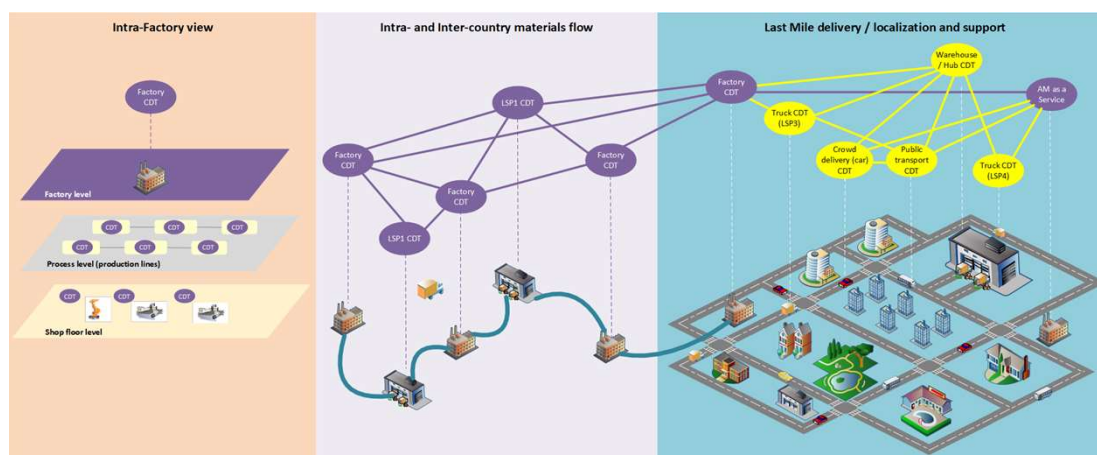 Intra-Factory view
Factory
CDT
Factory level
CDT
CDT
CDT
CDT
CDT
CDT
Process level (production lines)
CDT
CDT
CDT
Shop floor level
Intra- and Inter-country materials flow
LSP1 CDT
Factory
CDT
Factory
CDT
Factory
CDT
LSP1 CDT
Last Mile delivery / localization and support
Warehouse
/ Hub CDT
Factory
CDT
AM as a
Service
Truck CDT
(LSP3)
Crowd
delivery (car)
CDT
Public
transport
CDT
Truck CDT
(LSP4)